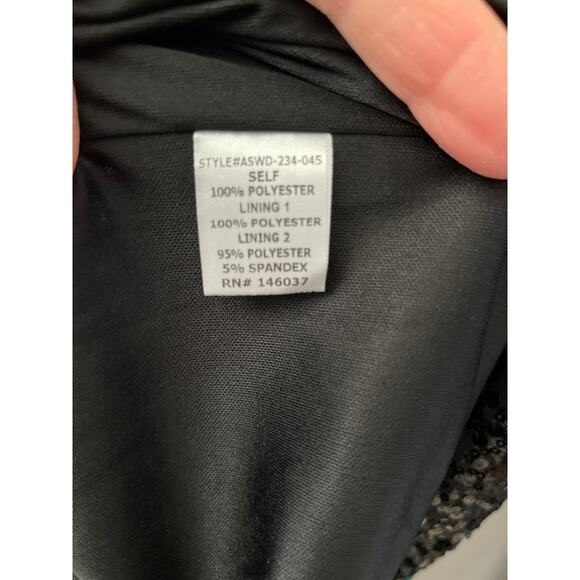 STYLE#ASWD-234-045
SELF
100% POLYESTER
LINING 1
100% POLYESTER
LINING 2
95% POLYESTER
5% SPANDEX
RN# 146037